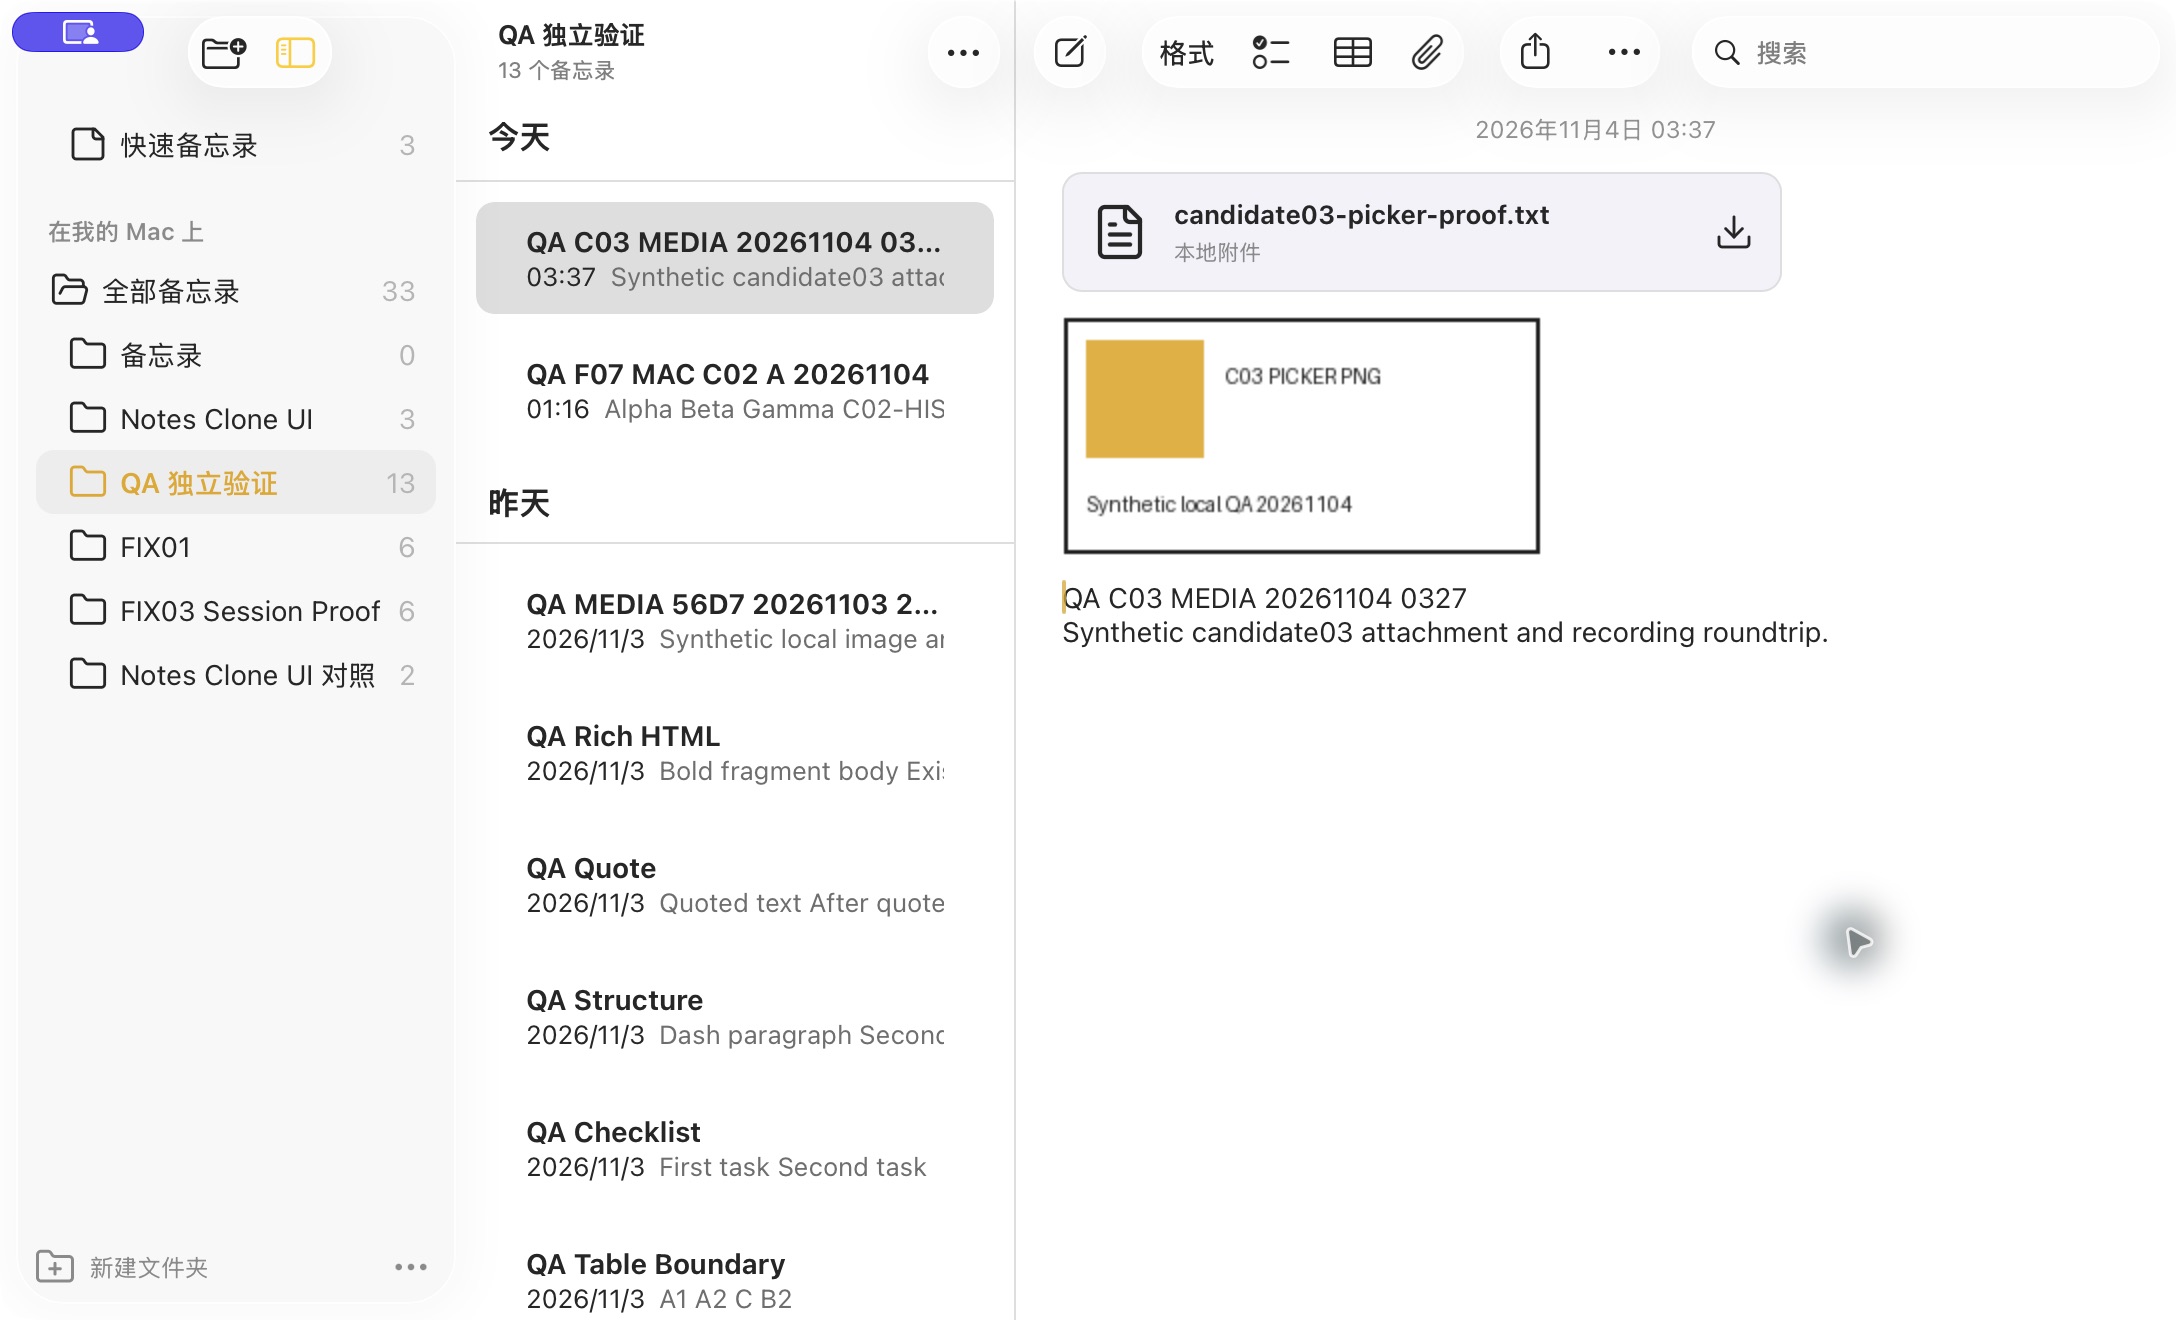 快速备忘录 3
在我的 Mac 上
全部备忘录 33
备忘录 0
Notes Clone UI 3
QA 独立验证 13
FIX01 6
FIX03 Session Proof 6
Notes Clone UI 对照 2
新建文件夹
QA 独立验证
13 个备忘录
今天
QA C03 MEDIA 20261104 03...
03:37 Synthetic candidate03 attac
QA F07 MAC C02 A 20261104
01:16 Alpha Beta Gamma C02-HIS
昨天
QA MEDIA 56D7 20261103 2...
2026/11/3 Synthetic local image ar
QA Rich HTML
2026/11/3 Bold fragment body Exis
QA Quote
2026/11/3 Quoted text After quote
QA Structure
2026/11/3 Dash paragraph Second
QA Checklist
2026/11/3 First task Second task
QA Table Boundary
2026/11/3 A1 A2 C B2
格式
搜索
2026年11月4日 03:37
candidate03-picker-proof.txt
本地附件
C03 PICKER PNG
Synthetic local QA 20261104
QA C03 MEDIA 20261104 0327
Synthetic candidate03 attachment and recording roundtrip.